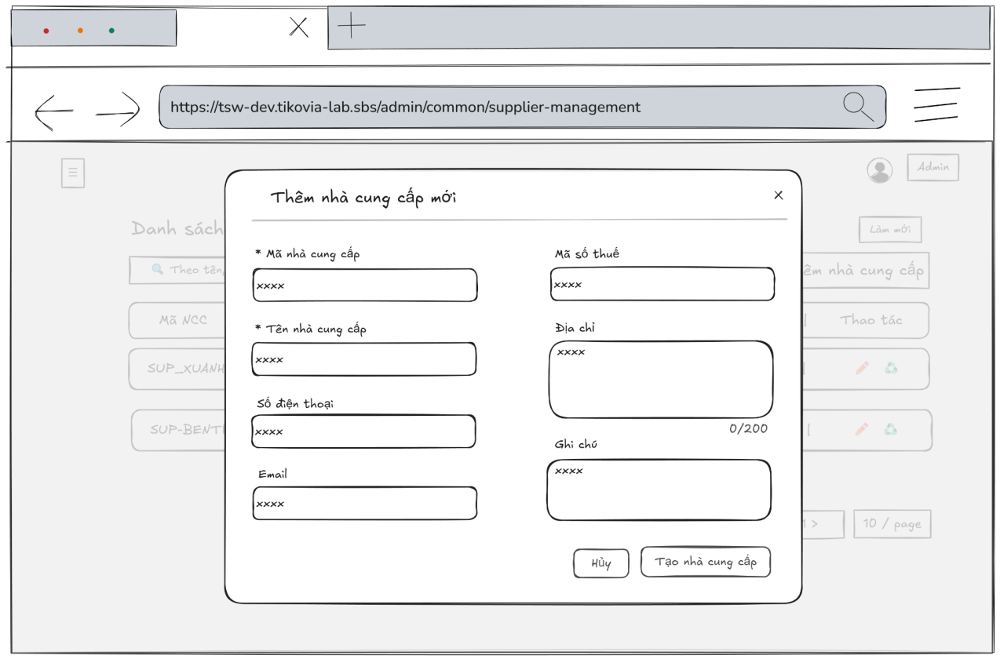 https://tsw-dev.tikovia-lab.sbs/admin/common/supplier-management
Admin
Thêm nhà cung cấp mới
Danh sách
Làm mới
* Mã nhà cung cấp
Mã số thuế
🔍 Theo tên,
êm nhà cung cấp
xxxx
xxxx
Mã NCC
| Thao tác
* Tên nhà cung cấp
Địa chỉ
xxxx
xxxx
SUP_XUANH
Số điện thoại
SUP-BENT
xxxx
0/200
Ghi chú
Email
xxxx
xxxx
1 >
10 / page
Hủy
Tạo nhà cung cấp